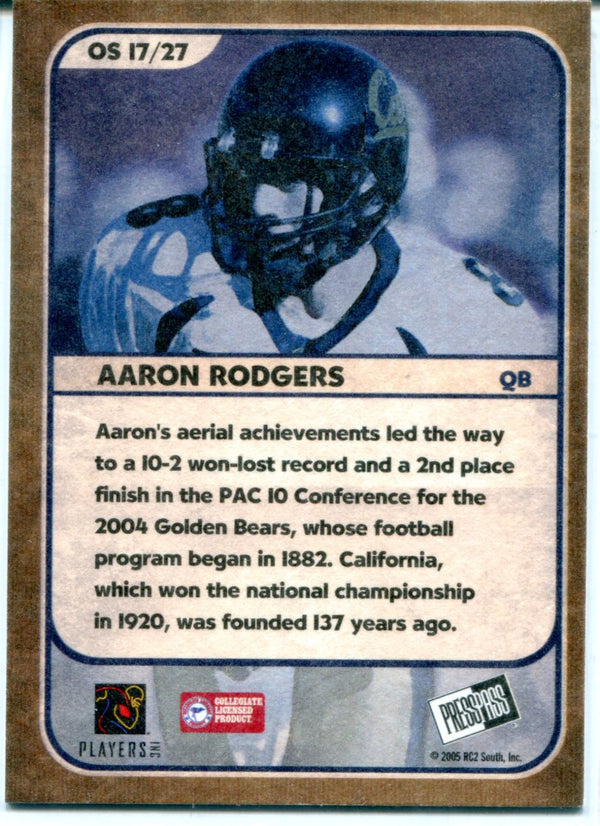 OS 17/27
Cal
AARON RODGERS QB
Aaron's aerial achievements led the way
to a 10-2 won-lost record and a 2nd place
finish in the PAC 10 Conference for the
2004 Golden Bears, whose football
program began in 1882. California,
which won the national championship
in 1920, was founded 137 years ago.
PLAYERS INC
COLLEGIATE
LICENSED
PRODUCT
PRESS PASS
© 2005 RC2 South, Inc.